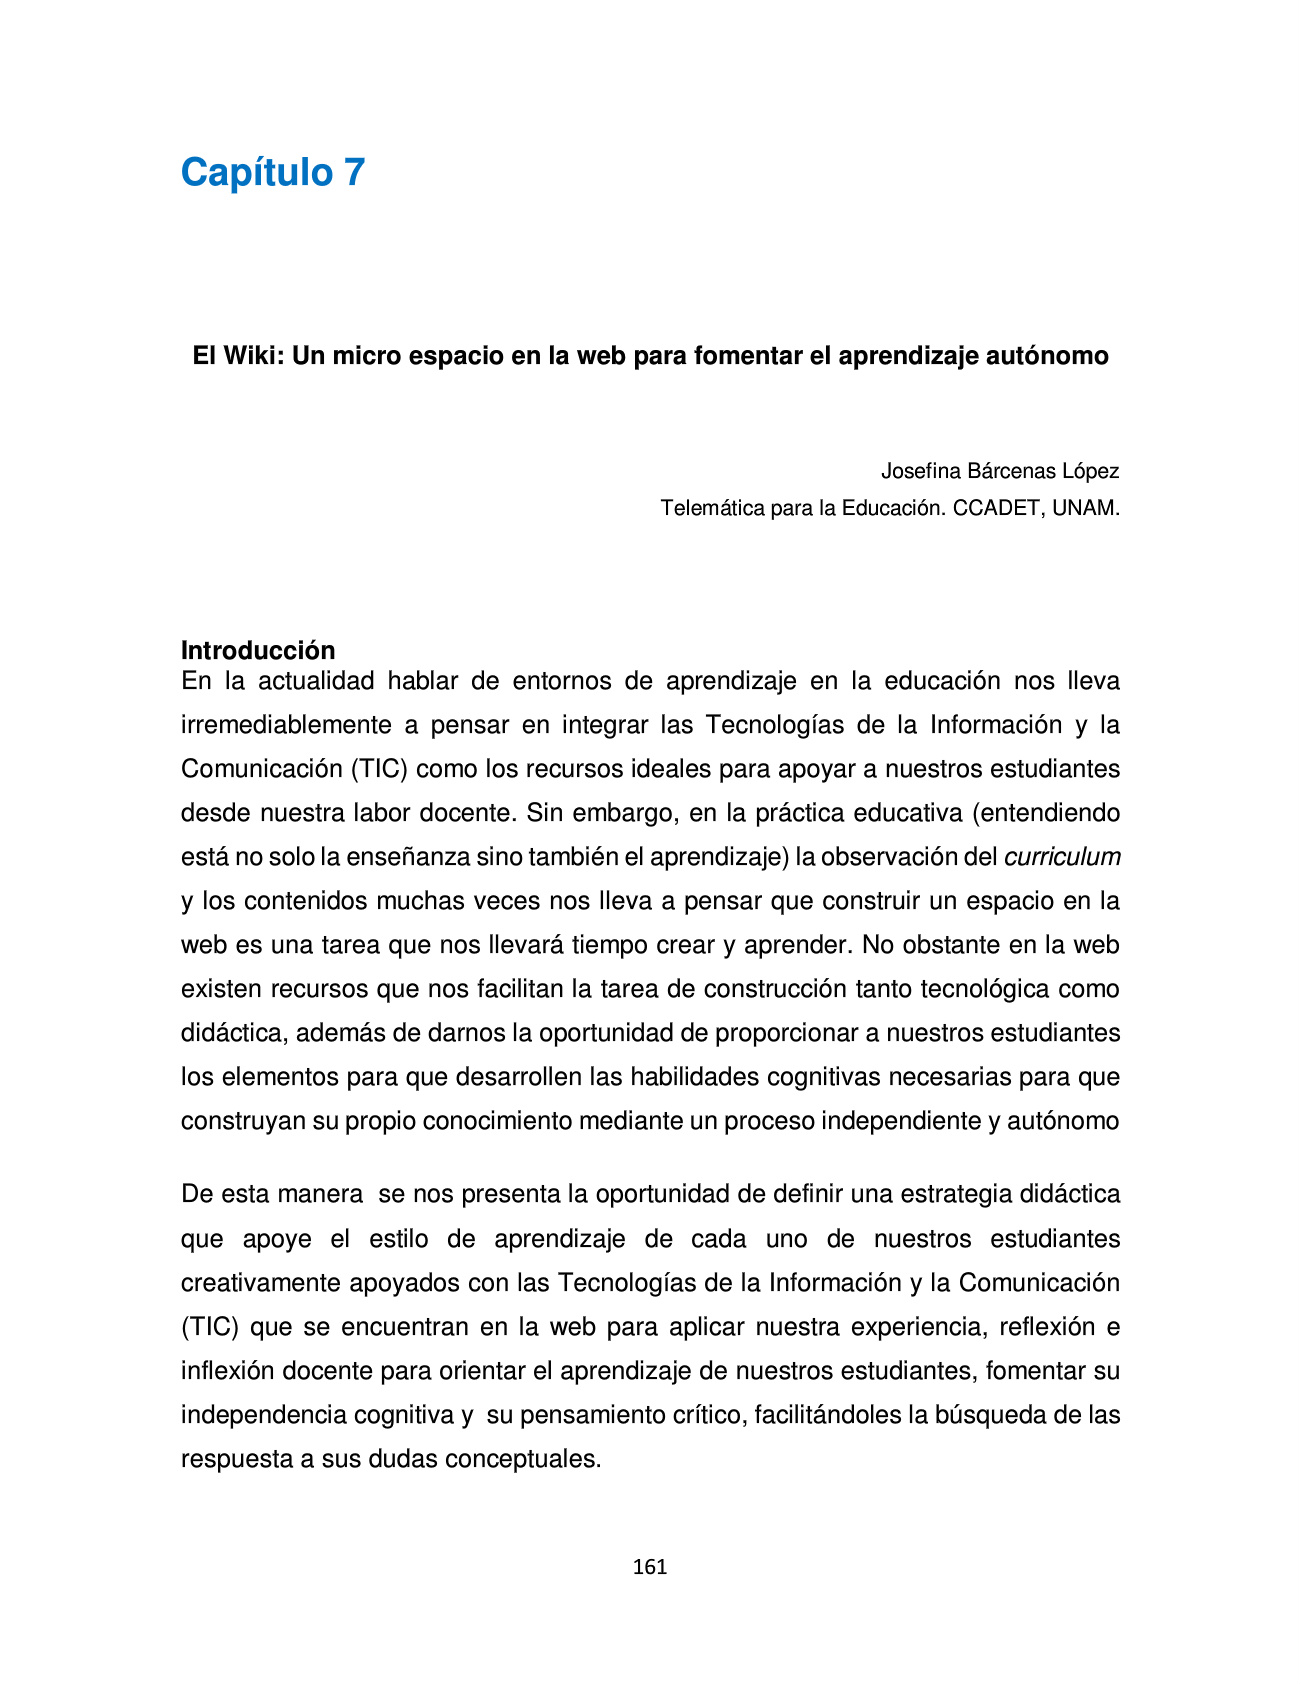 Capítulo 7
El Wiki: Un micro espacio en la web para fomentar el aprendizaje autónomo
Josefina Bárcenas López
Telemática para la Educación. CCADET, UNAM.
Introducción
En la actualidad hablar de entornos de aprendizaje en la educación nos lleva
irremediablemente a pensar en integrar las Tecnologías de la Información y la
Comunicación (TIC) como los recursos ideales para apoyar a nuestros estudiantes
desde nuestra labor docente. Sin embargo, en la práctica educativa (entendiendo
está no solo la enseñanza sino también el aprendizaje) la observación del curriculum
y los contenidos muchas veces nos lleva a pensar que construir un espacio en la
web es una tarea que nos llevará tiempo crear y aprender. No obstante en la web
existen recursos que nos facilitan la tarea de construcción tanto tecnológica como
didáctica, además de darnos la oportunidad de proporcionar a nuestros estudiantes
los elementos para que desarrollen las habilidades cognitivas necesarias para que
construyan su propio conocimiento mediante un proceso independiente y autónomo
De esta manera  se nos presenta la oportunidad de definir una estrategia didáctica
que apoye el estilo de aprendizaje de cada uno de nuestros estudiantes
creativamente apoyados con las Tecnologías de la Información y la Comunicación
(TIC) que se encuentran en la web para aplicar nuestra experiencia, reflexión e
inflexión docente para orientar el aprendizaje de nuestros estudiantes, fomentar su
independencia cognitiva y  su pensamiento crítico, facilitándoles la búsqueda de las
respuesta a sus dudas conceptuales.
161